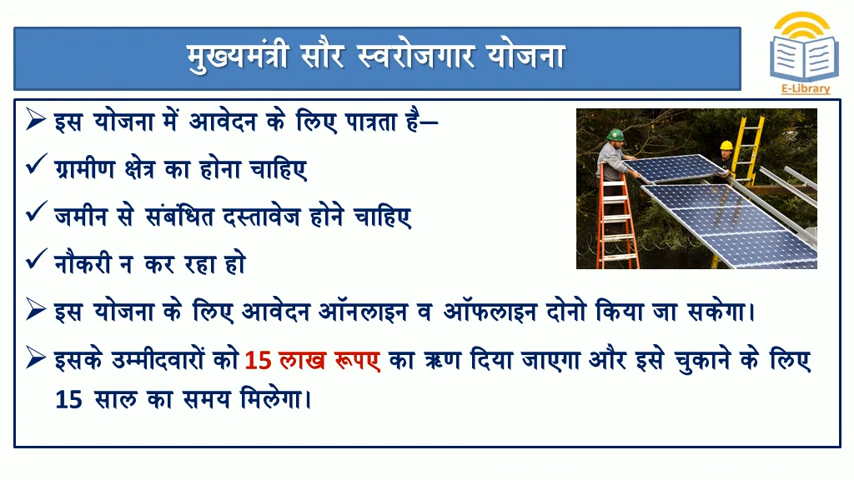 मुख्यमंत्री सौर स्वरोजगार योजना
E-Library
इस योजना में आवेदन के लिए पात्रता है—
ग्रामीण क्षेत्र का होना चाहिए
जमीन से संबंधित दस्तावेज होने चाहिए
नौकरी न कर रहा हो
इस योजना के लिए आवेदन ऑनलाइन व ऑफलाइन दोनो किया जा सकेगा।
इसके उम्मीदवारों को 15 लाख रूपए का ऋण दिया जाएगा और इसे चुकाने के लिए
15 साल का समय मिलेगा।